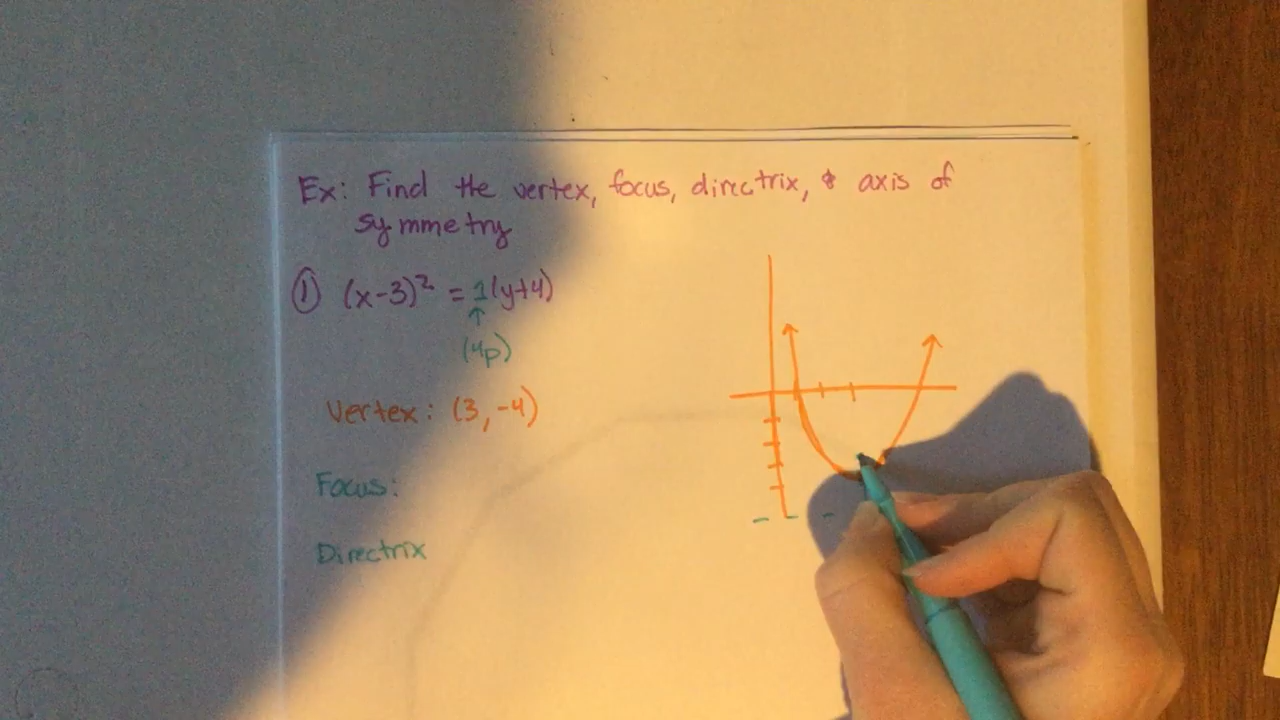 Ex: Find the vertex, focus, directrix, & axis of
symmetry
① (x-3)² = 1(y+4)
↑
(4p)
Vertex: (3, -4)
Focus:
Directrix